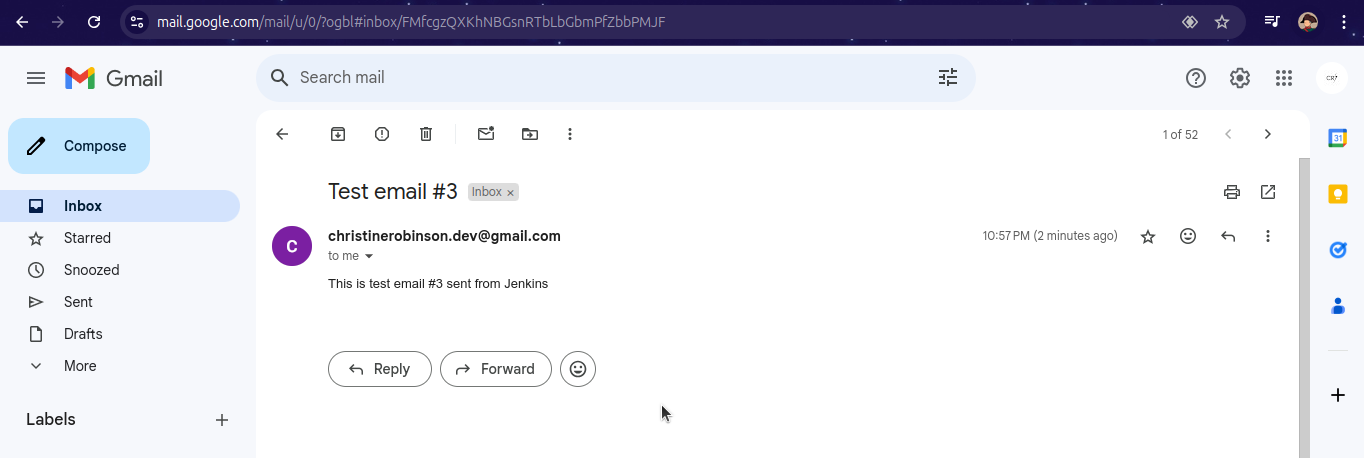 mail.google.com/mail/u/0/?ogbl#inbox/FMfcgzQXKhNBGsnRTbLbGbmPfZbbPMJF
Gmail
Search mail
CR
Compose
1 of 52
31
Inbox
Test email #3 Inbox ×
Starred
C
christinerobinson.dev@gmail.com
10:57 PM (2 minutes ago)
to me
Snoozed
This is test email #3 sent from Jenkins
Sent
Drafts
More
Reply
Forward
Labels